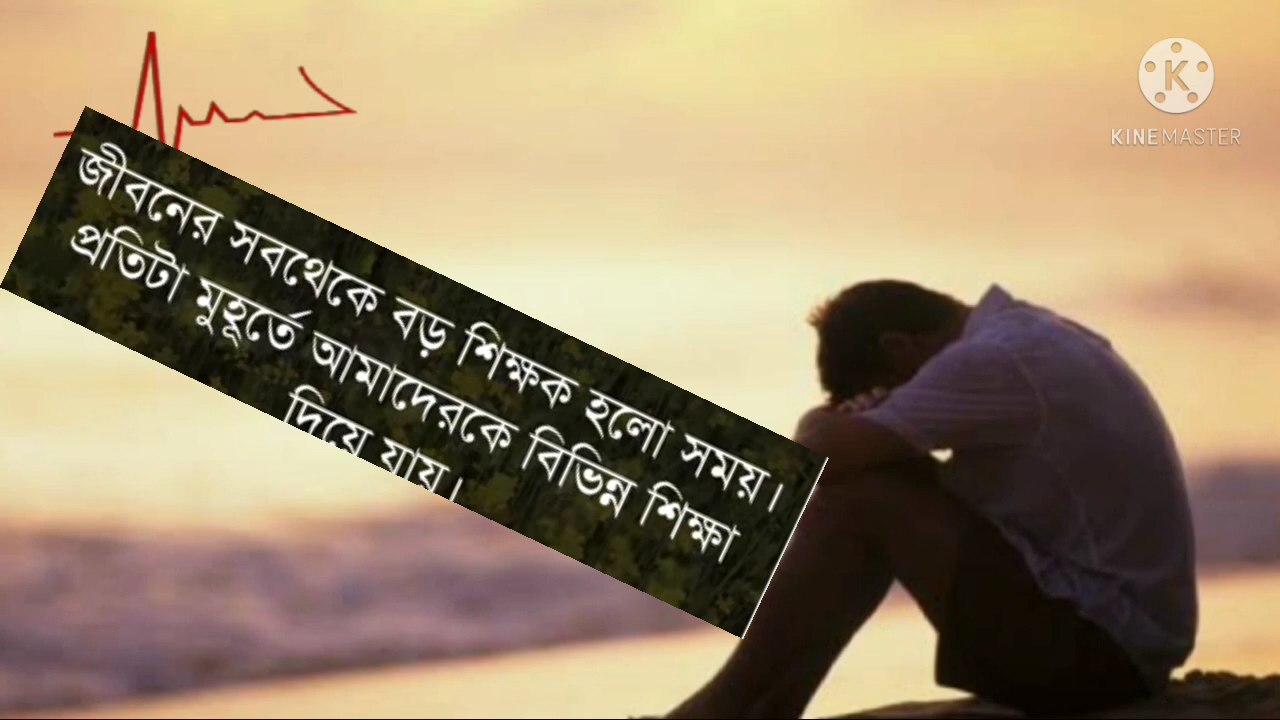 জীবনের সবথেকে বড় শিক্ষক হলো সময়।
প্রতিটা মুহূর্তে আমাদেরকে বিভিন্ন শিক্ষা
দিয়ে যায়।
K
KINEMASTER